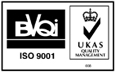 BVQi
ISO 9001
UKAS
QUALITY
MANAGEMENT